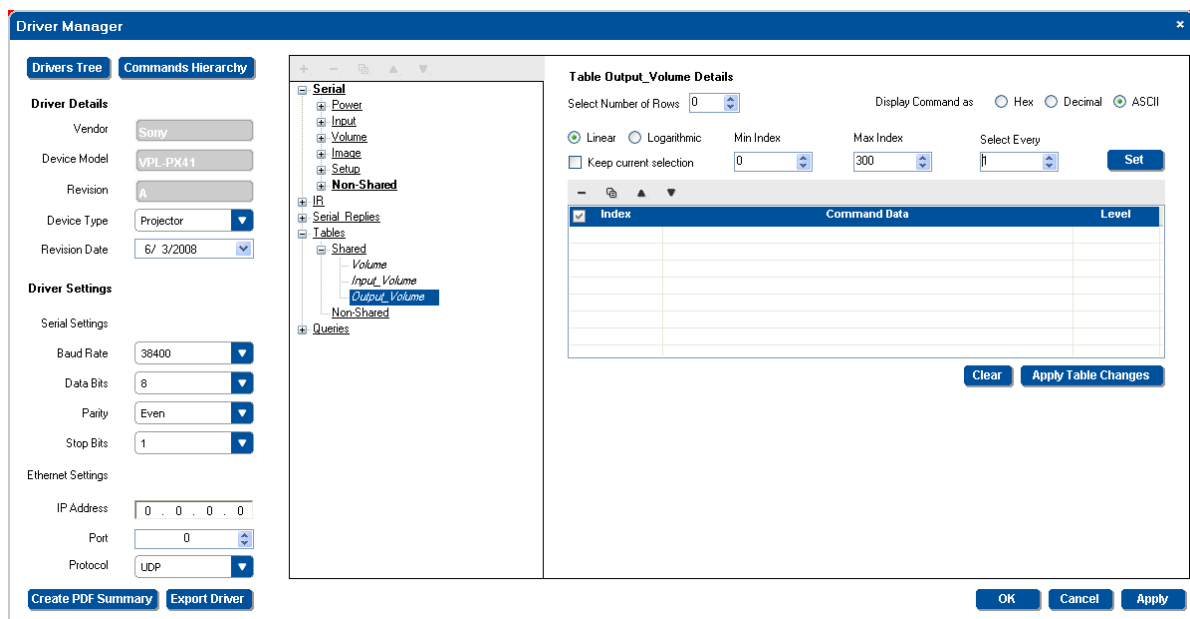 Driver Manager
Drivers Tree
Commands Hierarchy
Driver Details
Vendor
Sony
Device Model
VPL-PX41
Revision
A
Device Type
Projector
Revision Date
6/ 3/2008
Driver Settings
Serial Settings
Baud Rate
38400
Data Bits
8
Parity
Even
Stop Bits
1
Ethernet Settings
IP Address
0 . 0 . 0 . 0
Port
0
Protocol
UDP
Create PDF Summary
Export Driver
Serial
Power
Input
Volume
Image
Setup
Non-Shared
IR
Serial Replies
Tables
Shared
Volume
Input_Volume
Output_Volume
Non-Shared
Queries
Table Output_Volume Details
Select Number of Rows
0
Display Command as
Hex
Decimal
ASCII
Linear
Logarithmic
Min Index
Max Index
Select Every
Keep current selection
0
300
1
Set
Index
Command Data
Level
Clear
Apply Table Changes
OK
Cancel
Apply